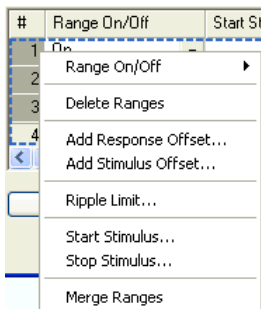 # Range On/Off Start St
1 On
2
3
4
Range On/Off
Delete Ranges
Add Response Offset...
Add Stimulus Offset...
Ripple Limit...
Start Stimulus...
Stop Stimulus...
Merge Ranges